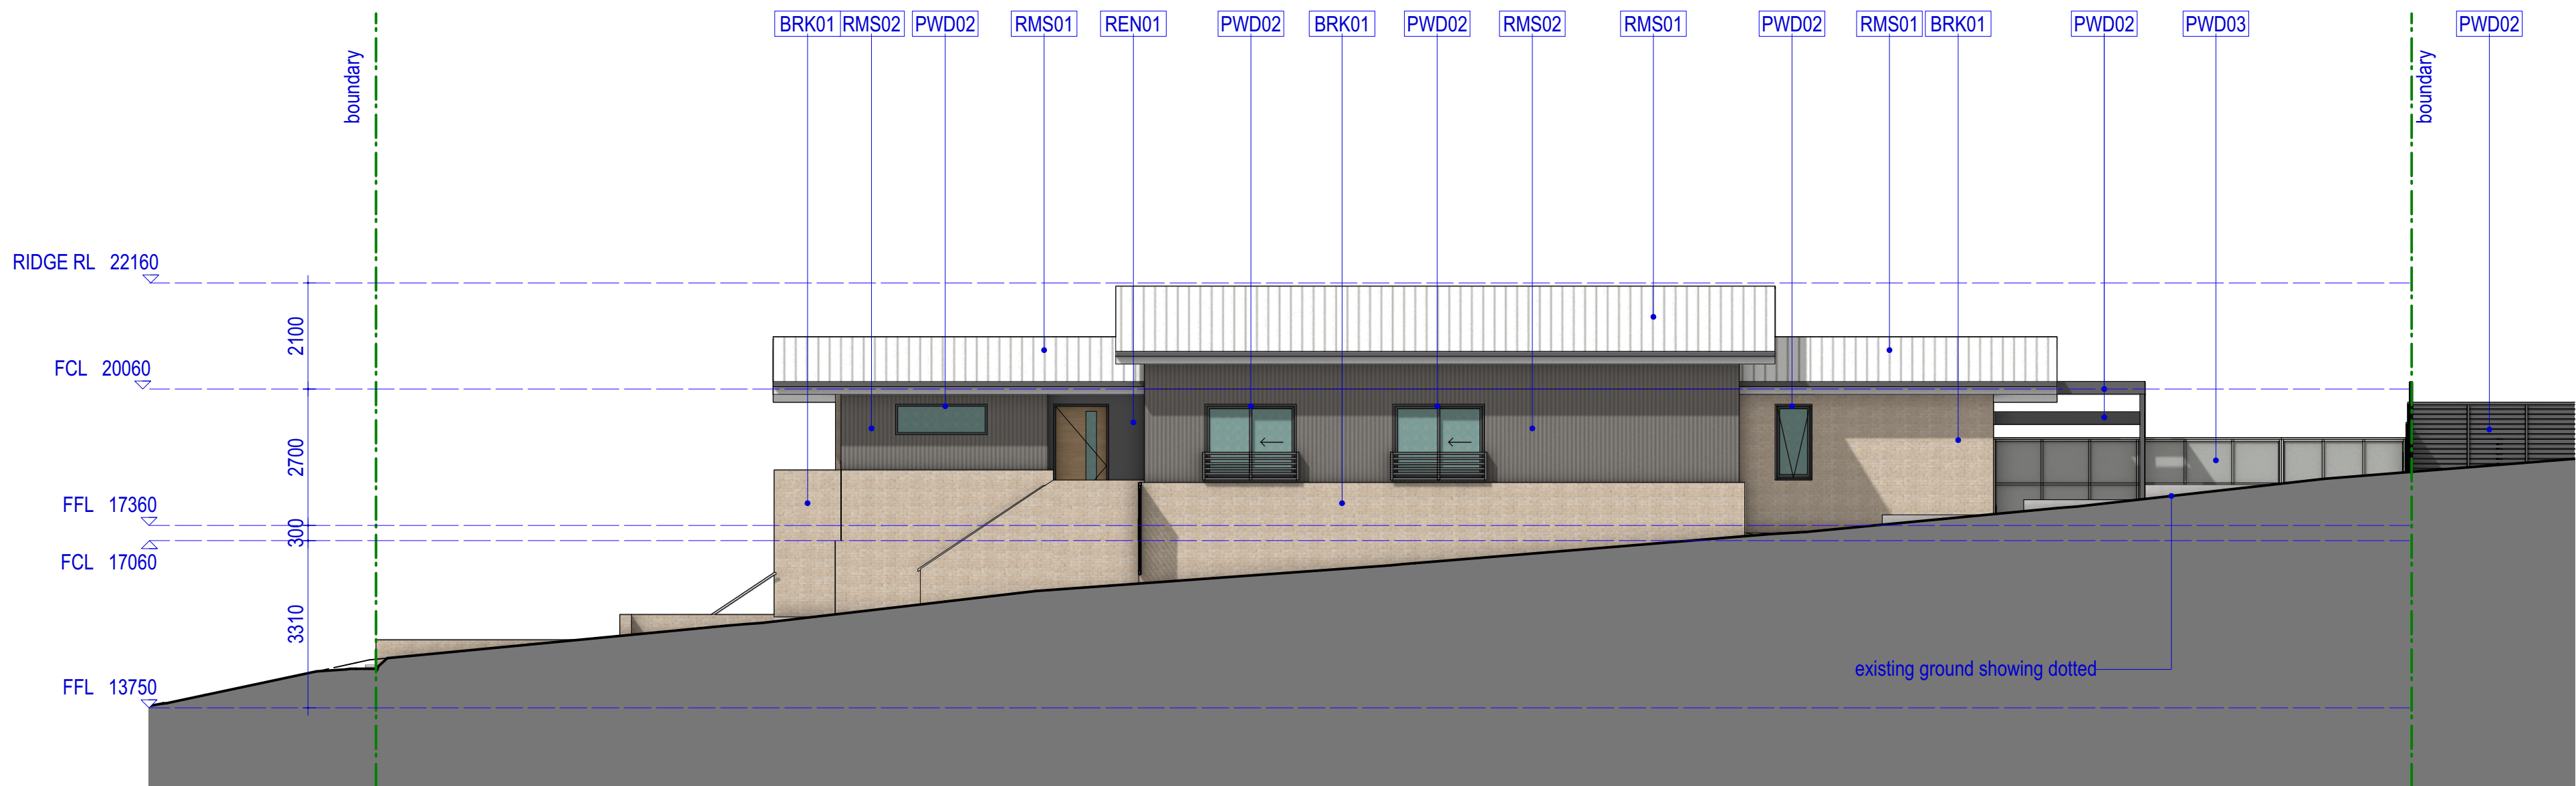 BRK01
RMS02
PWD02
RMS01
REN01
PWD02
BRK01
PWD02
RMS02
RMS01
PWD02
RMS01
BRK01
PWD02
PWD03
PWD02
boundary
boundary
RIDGE RL 22160
2100
FCL 20060
2700
FFL 17360
300
FCL 17060
3310
existing ground showing dotted
FFL 13750